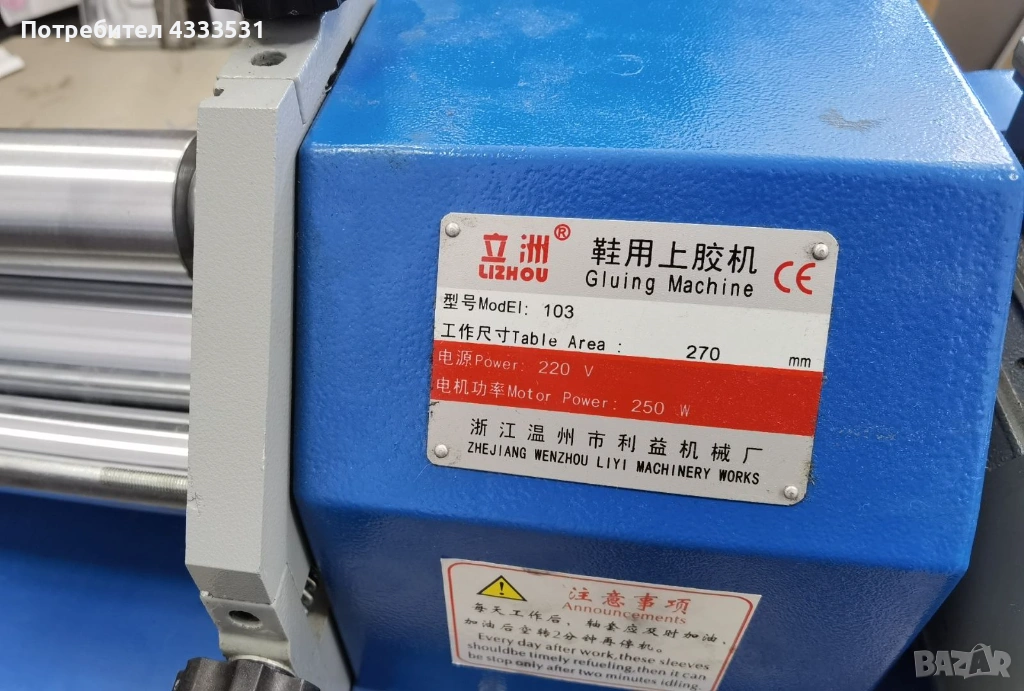 Потребител 4333531
立洲®
LIZHOU
鞋用上胶机
Gluing Machine
CE
型号ModEl: 103
工作尺寸Table Area : 270 mm
电源Power: 220 V
电机功率Motor Power: 250 W
浙江温州市利益机械厂
ZHEJIANG WENZHOU LIYI MACHINERY WORKS
注意事项
Announcements
每天工作后，轴套应及时加油，
加油后空转2分钟再停机。
Every day after work,these sleeves
shouldbe timely refueling,then it can
be stop only after two minutes idling.
BAZAR